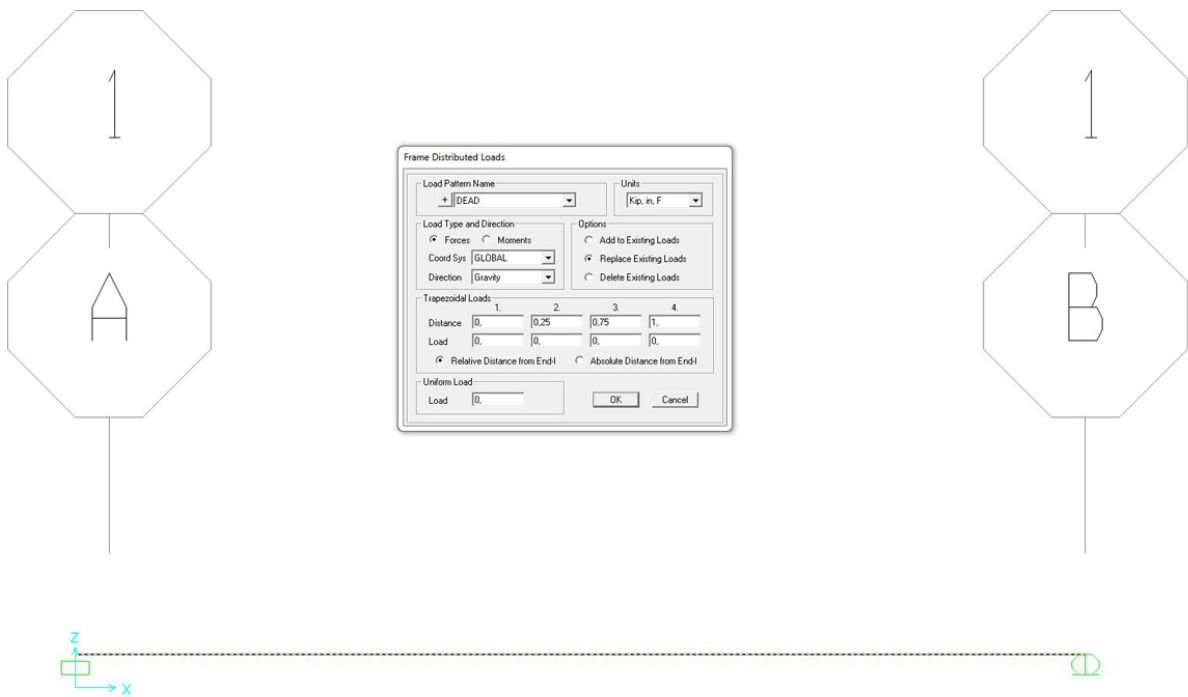 1
1
Frame Distributed Loads
Load Pattern Name
Units
+ DEAD
Kip, in, F
Load Type and Direction
Options
Forces Moments
Add to Existing Loads
Coord Sys GLOBAL
Replace Existing Loads
Direction Gravity
Delete Existing Loads
A
B
Trapezoidal Loads
1. 2. 3. 4.
Distance 0, 0,25 0,75 1,
Load 0, 0, 0, 0,
Relative Distance from End-I Absolute Distance from End-I
Uniform Load
Load 0,
OK Cancel
Z
X